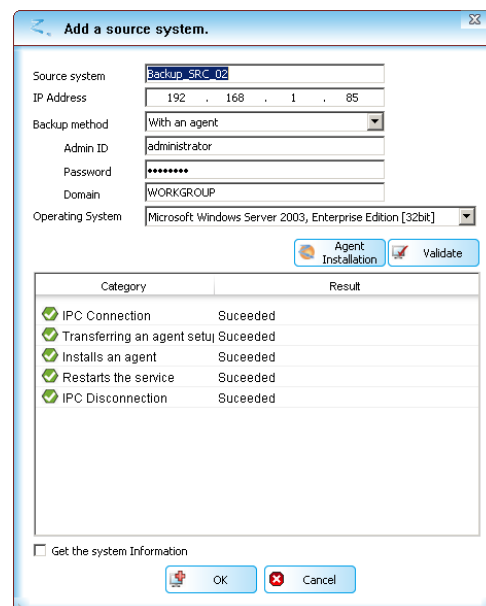 Add a source system.
Source system Backup_SRC_02
IP Address 192 . 168 . 1 . 85
Backup method With an agent
Admin ID administrator
Password ••••••••
Domain WORKGROUP
Operating System Microsoft Windows Server 2003, Enterprise Edition [32bit]
Agent Installation Validate
Category Result
IPC Connection Suceeded
Transferring an agent setup Suceeded
Installs an agent Suceeded
Restarts the service Suceeded
IPC Disconnection Suceeded
Get the system Information
OK Cancel